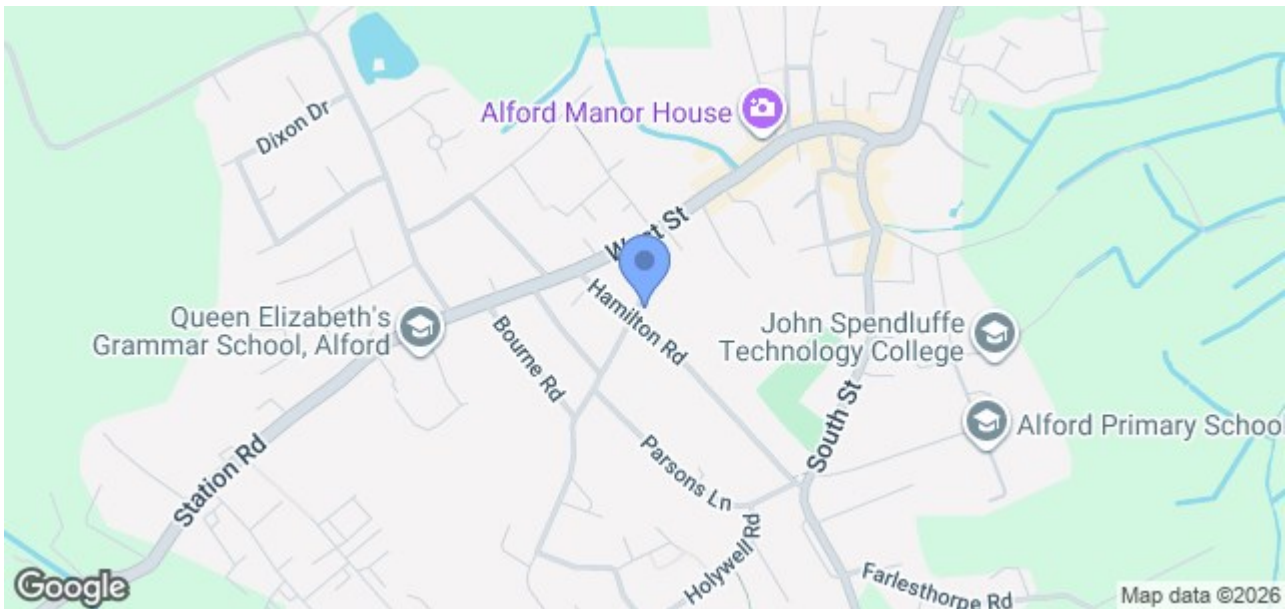 Alford Manor House
Dixon Dr
West St
Queen Elizabeth's
Grammar School, Alford
Hamilton Rd
Bourne Rd
John Spendluffe
Technology College
South St
Alford Primary School
Station Rd
Parsons Ln
Holywell Rd
Farlesthorpe Rd
Google
Map data ©2026